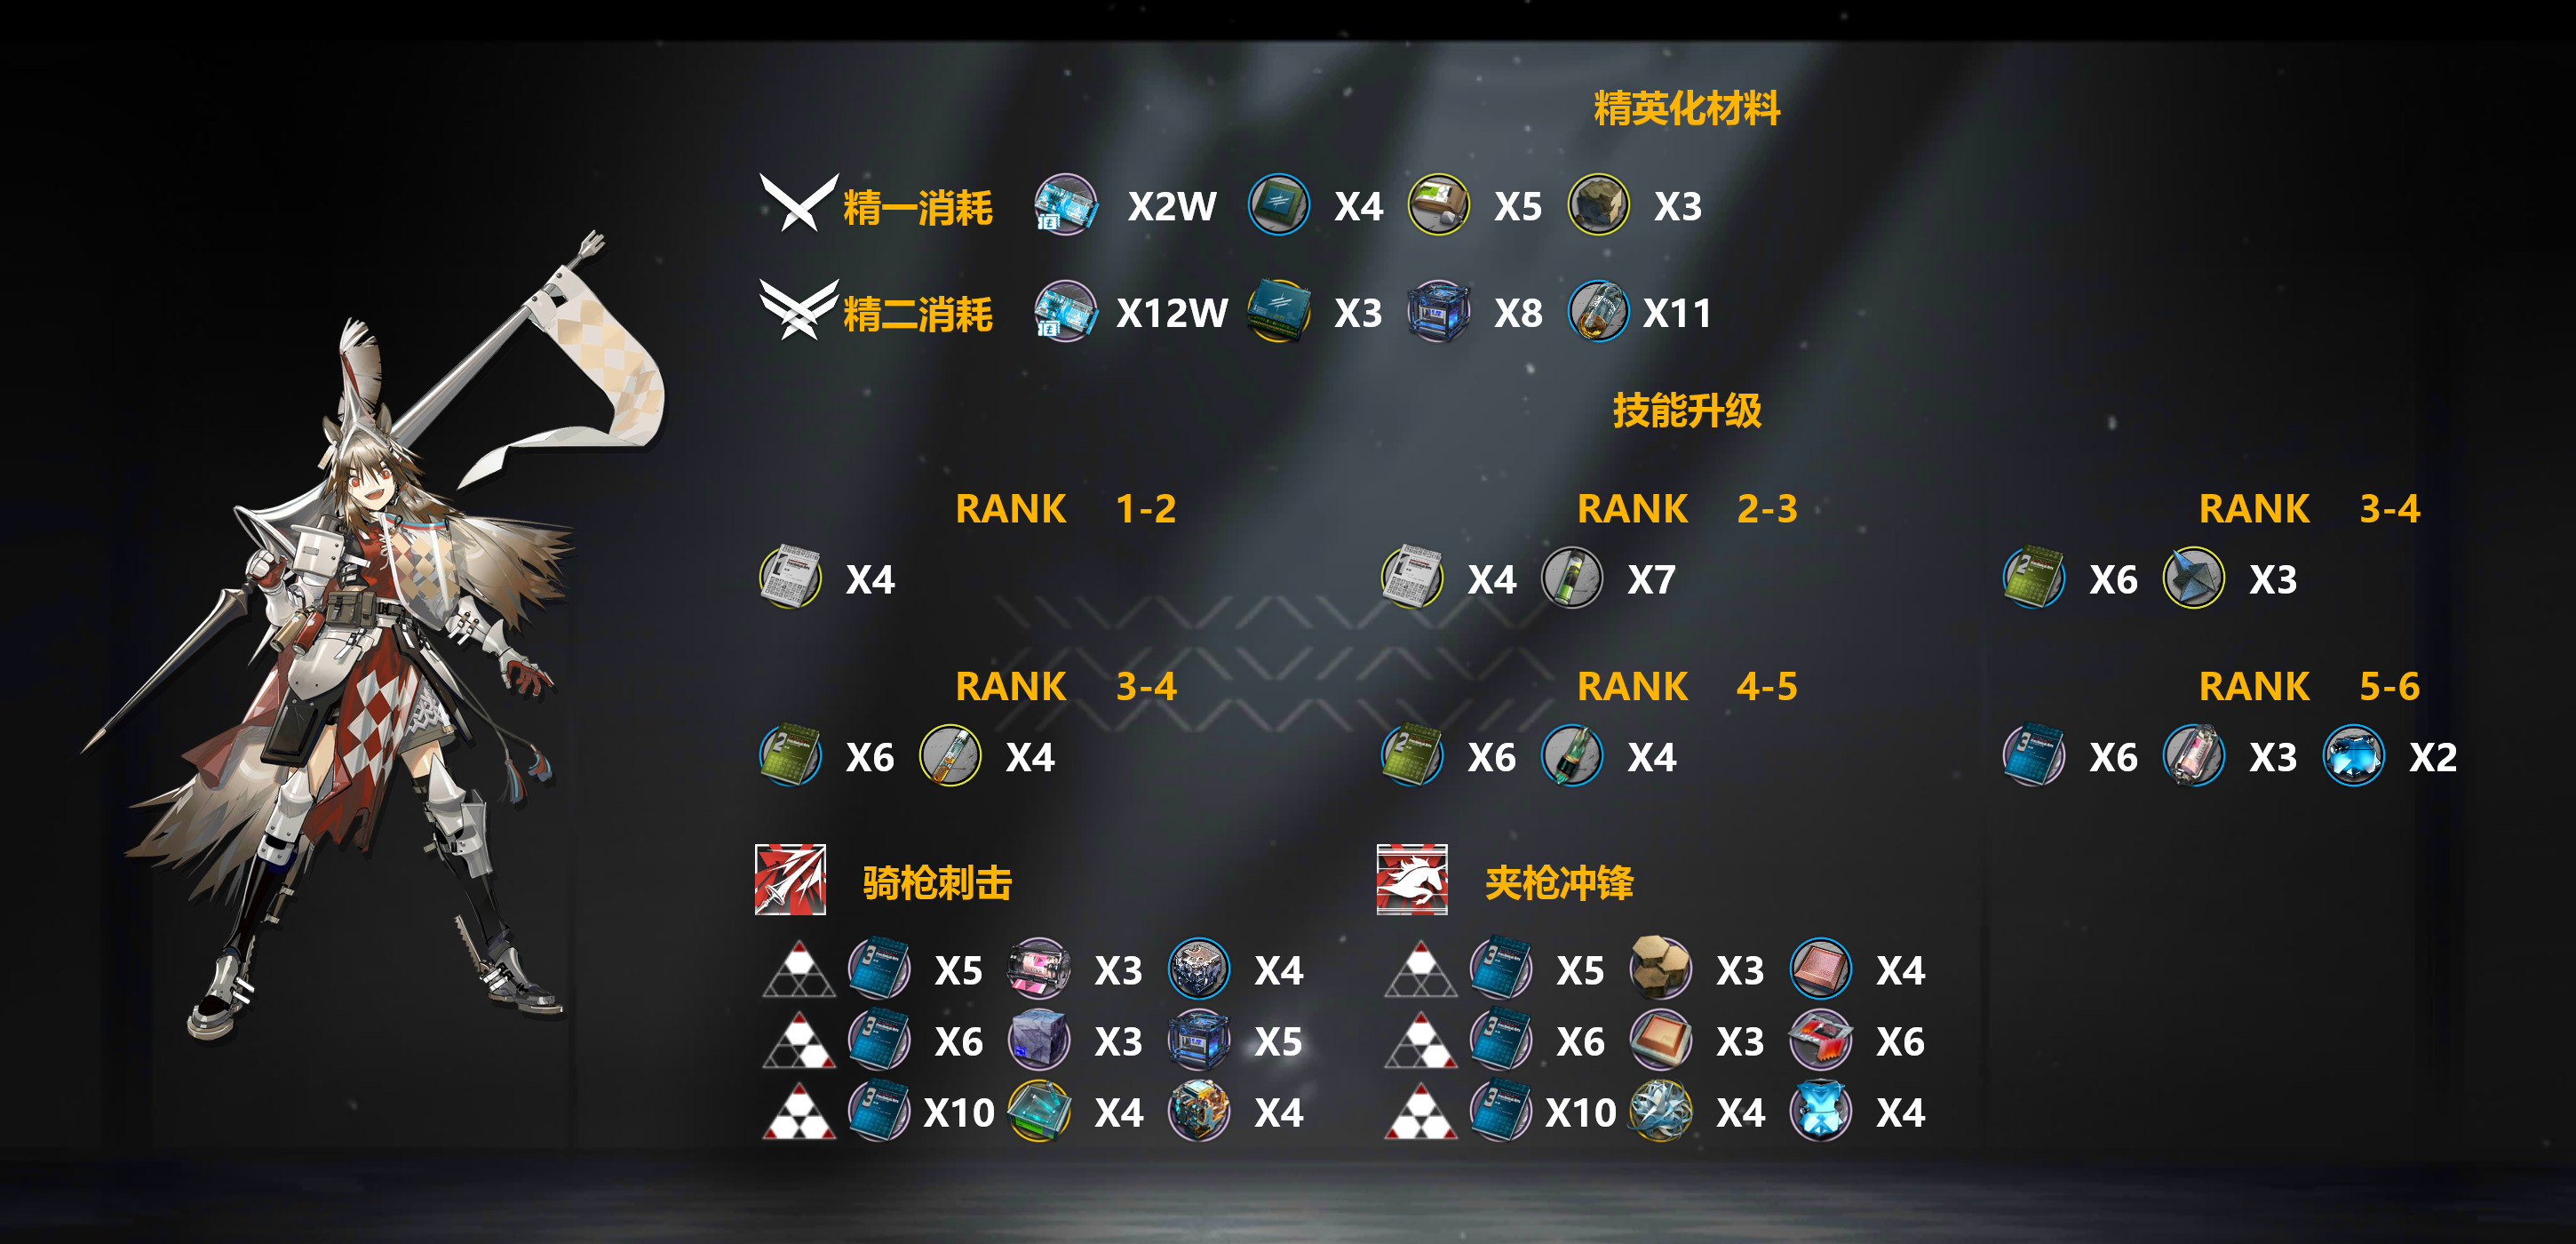 精英化材料
精一消耗 X2W X4 X5 X3
精二消耗 X12W X3 X8 X11
技能升级
RANK 1-2 RANK 2-3 RANK 3-4
X4 X4 X7 X6 X3
RANK 3-4 RANK 4-5 RANK 5-6
X6 X4 X6 X4 X6 X3 X2
骑枪刺击 夹枪冲锋
X5 X3 X4 X5 X3 X4
X6 X3 X5 X6 X3 X6
X10 X4 X4 X10 X4 X4